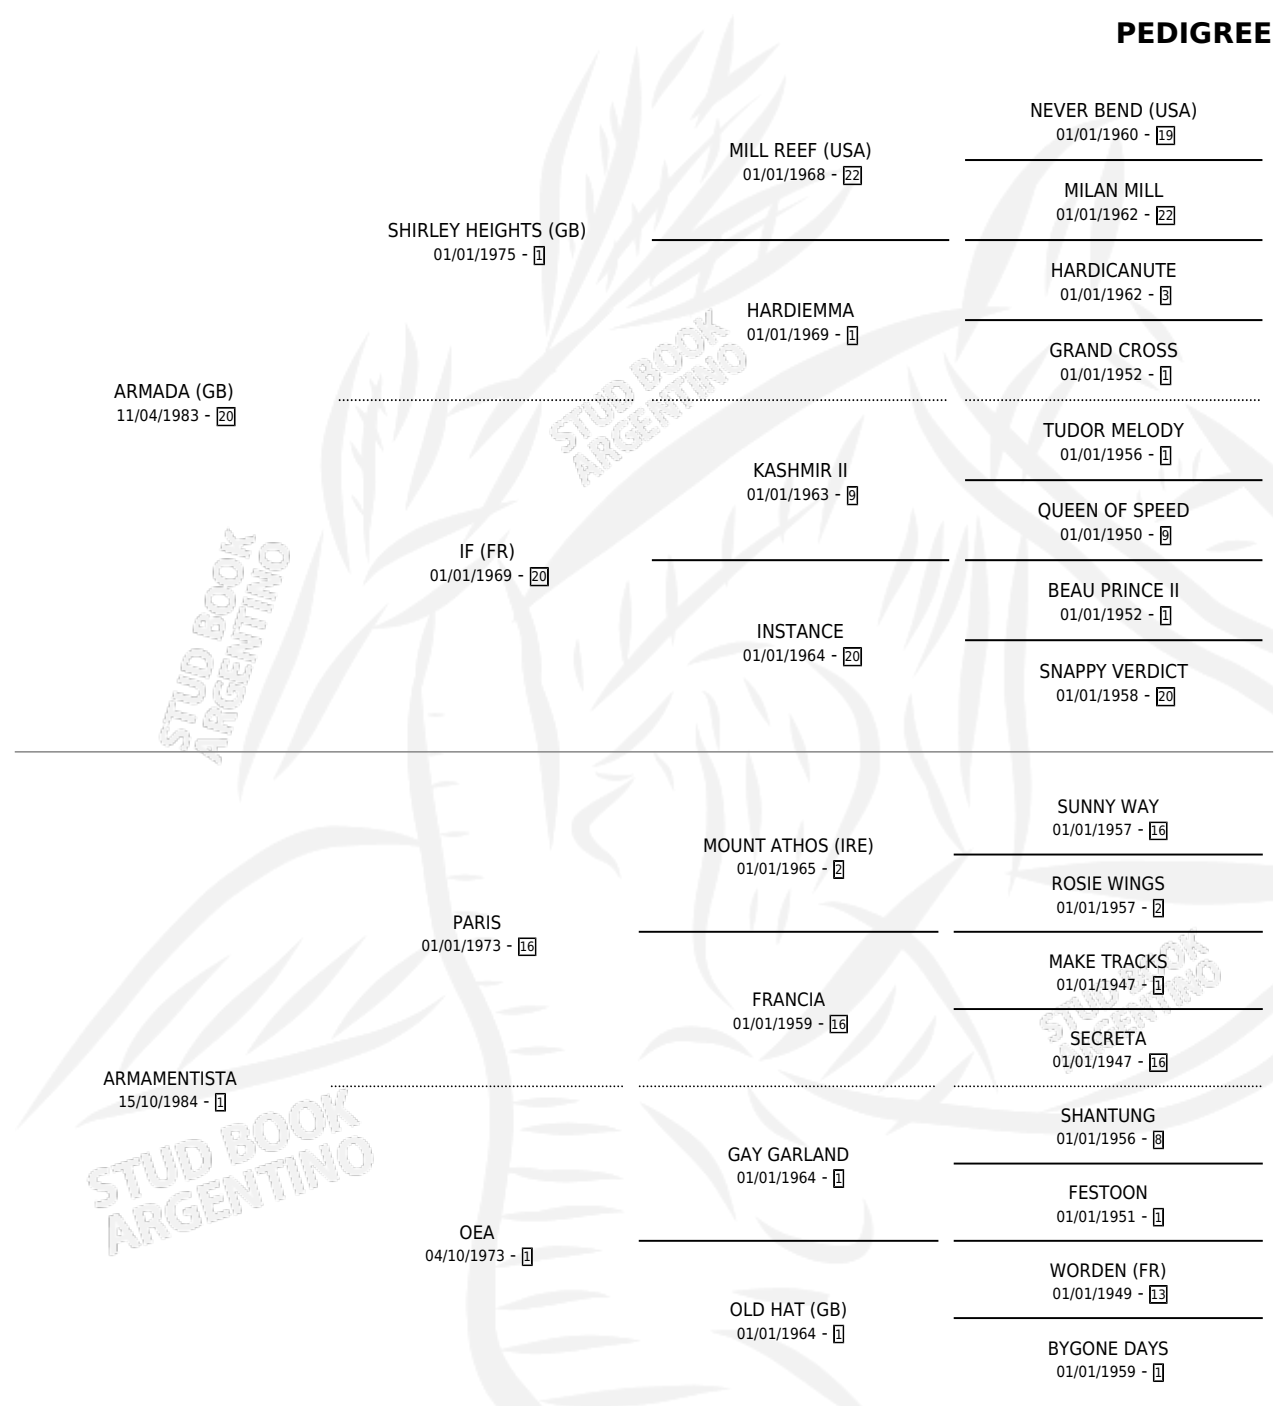 PEDIGREE
ARMADA (GB)
11/04/1983 - 20
SHIRLEY HEIGHTS (GB)
01/01/1975 - 1
IF (FR)
01/01/1969 - 20
MILL REEF (USA)
01/01/1968 - 22
HARDIEMMA
01/01/1969 - 1
KASHMIR II
01/01/1963 - 9
INSTANCE
01/01/1964 - 20
NEVER BEND (USA)
01/01/1960 - 19
MILAN MILL
01/01/1962 - 22
HARDICANUTE
01/01/1962 - 3
GRAND CROSS
01/01/1952 - 1
TUDOR MELODY
01/01/1956 - 1
QUEEN OF SPEED
01/01/1950 - 9
BEAU PRINCE II
01/01/1952 - 1
SNAPPY VERDICT
01/01/1958 - 20
ARMAMENTISTA
15/10/1984 - 1
PARIS
01/01/1973 - 16
OEA
04/10/1973 - 1
MOUNT ATHOS (IRE)
01/01/1965 - 2
FRANCIA
01/01/1959 - 16
GAY GARLAND
01/01/1964 - 1
OLD HAT (GB)
01/01/1964 - 1
SUNNY WAY
01/01/1957 - 16
ROSIE WINGS
01/01/1957 - 2
MAKE TRACKS
01/01/1947 - 1
SECRETA
01/01/1947 - 16
SHANTUNG
01/01/1956 - 8
FESTOON
01/01/1951 - 1
WORDEN (FR)
01/01/1949 - 13
BYGONE DAYS
01/01/1959 - 1
STUD BOOK
ARGENTINO
STUD BOOK
ARGENTINO
STUD BOOK
ARGENTINO
STUD BOOK
ARGENTINO